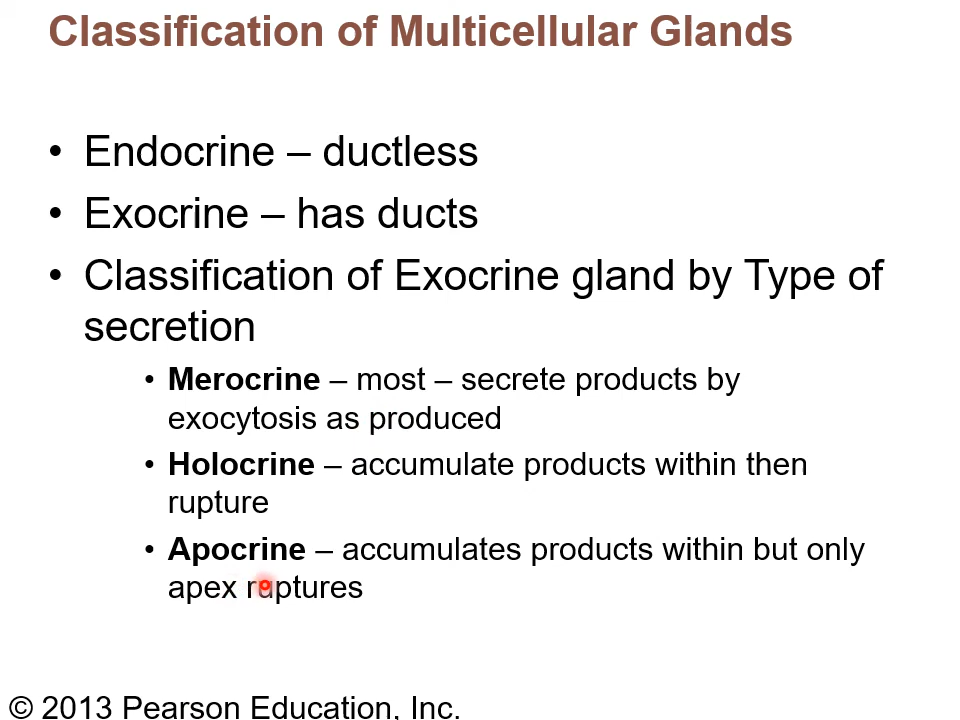 Classification of Multicellular Glands
• Endocrine – ductless
• Exocrine – has ducts
• Classification of Exocrine gland by Type of
secretion
• Merocrine – most – secrete products by
exocytosis as produced
• Holocrine – accumulate products within then
rupture
• Apocrine – accumulates products within but only
apex ruptures
© 2013 Pearson Education, Inc.